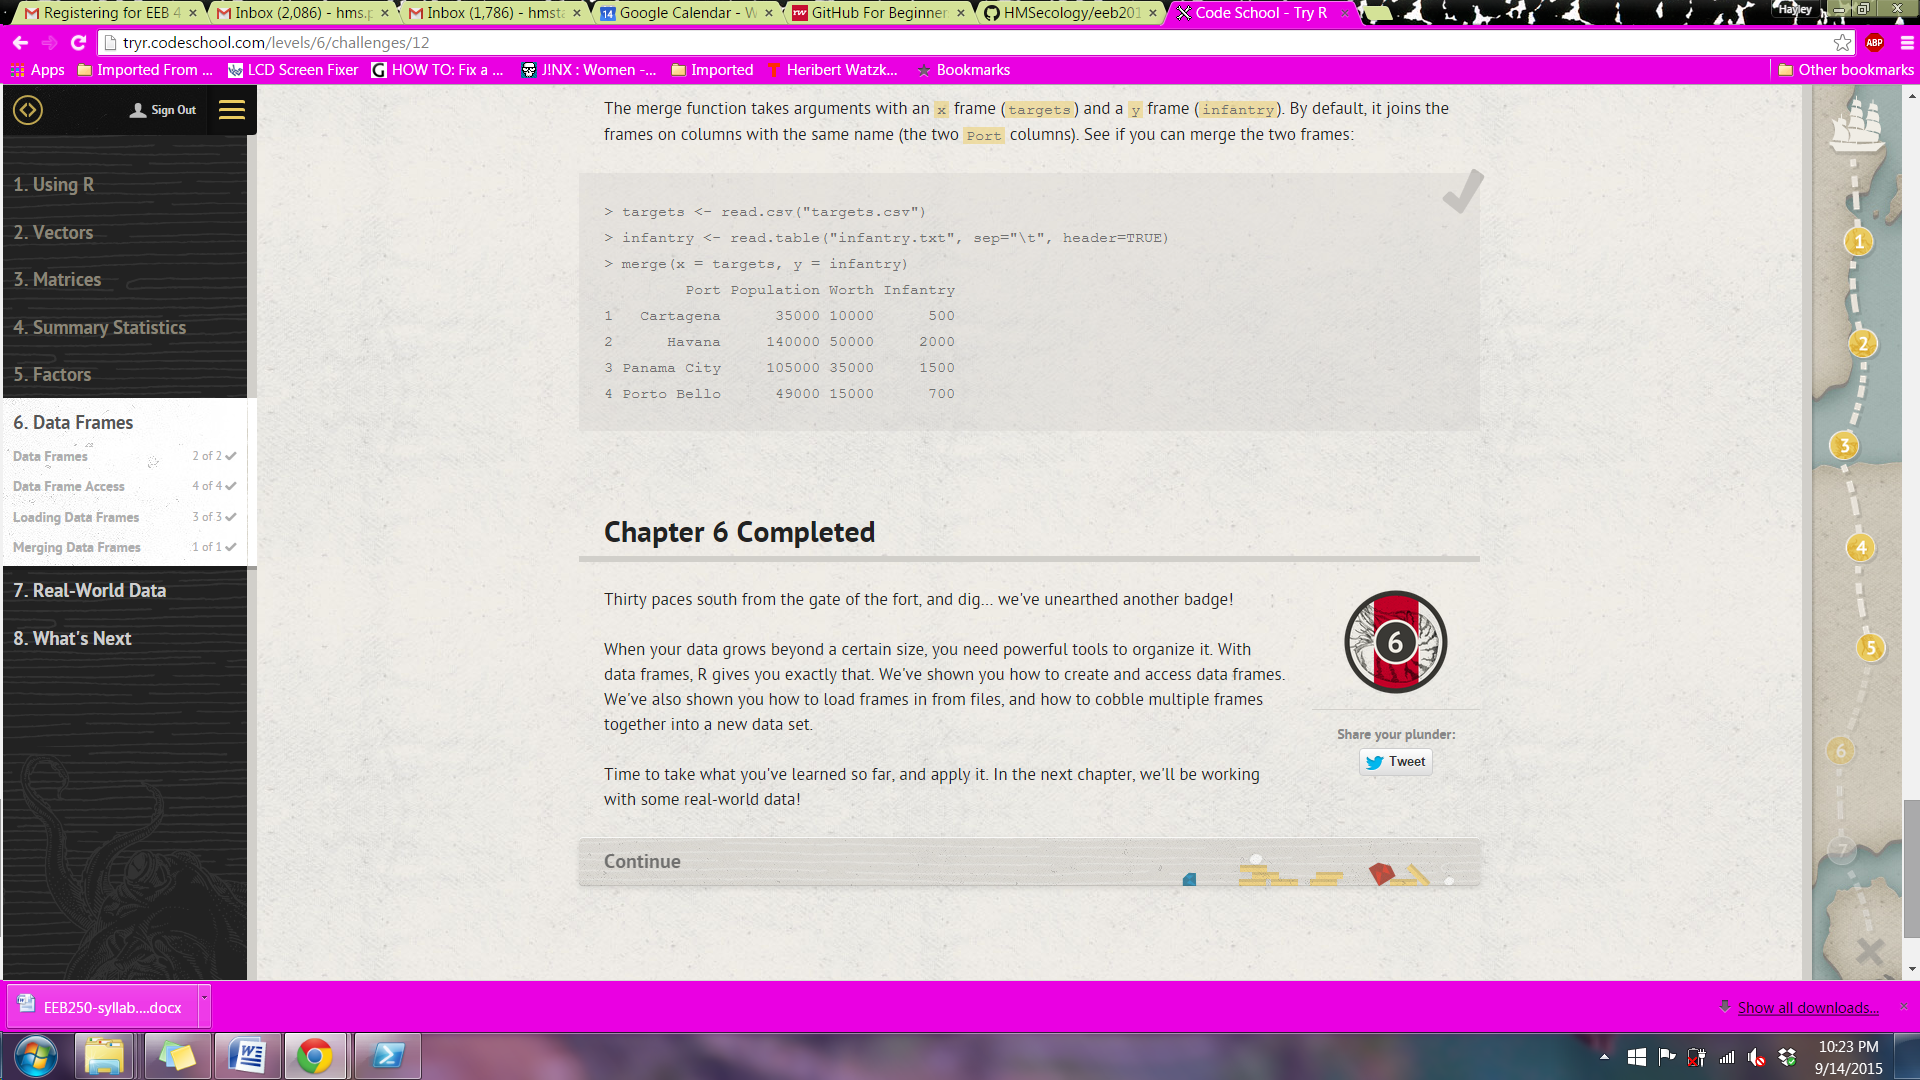 Registering for EEB 4
Inbox (2,086) - hms.p
Inbox (1,786) - hmsta
Google Calendar - W
GitHub For Beginner
HMSecology/eeb201
Code School - Try R
Hayley
tryr.codeschool.com/levels/6/challenges/12
ABP
Apps
Imported From ...
LCD Screen Fixer
HOW TO: Fix a ...
J!NX : Women -...
Imported
Heribert Watzk...
Bookmarks
Other bookmarks
Sign Out
1. Using R
2. Vectors
3. Matrices
4. Summary Statistics
5. Factors
6. Data Frames
Data Frames 2 of 2
Data Frame Access 4 of 4
Loading Data Frames 3 of 3
Merging Data Frames 1 of 1
7. Real-World Data
8. What's Next
The merge function takes arguments with an x frame (targets) and a y frame (infantry). By default, it joins the
frames on columns with the same name (the two Port columns). See if you can merge the two frames:
> targets <- read.csv("targets.csv")
> infantry <- read.table("infantry.txt", sep="\t", header=TRUE)
> merge(x = targets, y = infantry)
Port Population Worth Infantry
1 Cartagena 35000 10000 500
2 Havana 140000 50000 2000
3 Panama City 105000 35000 1500
4 Porto Bello 49000 15000 700
Chapter 6 Completed
Thirty paces south from the gate of the fort, and dig... we've unearthed another badge!
When your data grows beyond a certain size, you need powerful tools to organize it. With
data frames, R gives you exactly that. We've shown you how to create and access data frames.
We've also shown you how to load frames in from files, and how to cobble multiple frames
together into a new data set.
Time to take what you've learned so far, and apply it. In the next chapter, we'll be working
with some real-world data!
6
Share your plunder:
Tweet
Continue
1
2
3
4
5
6
7
EEB250-syllab....docx
Show all downloads...
10:23 PM
9/14/2015